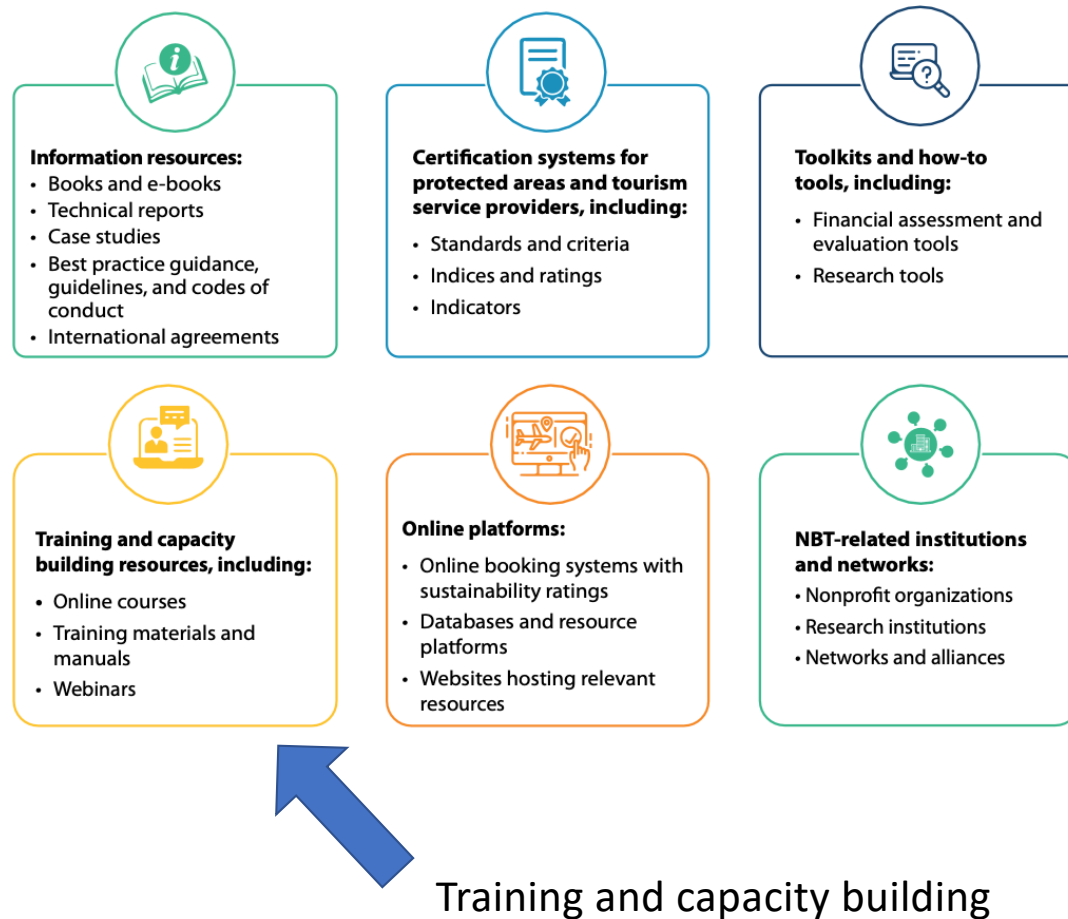 Information resources:
• Books and e-books
• Technical reports
• Case studies
• Best practice guidance,
guidelines, and codes of
conduct
• International agreements
Certification systems for
protected areas and tourism
service providers, including:
• Standards and criteria
• Indices and ratings
• Indicators
Toolkits and how-to
tools, including:
• Financial assessment and
evaluation tools
• Research tools
Training and capacity
building resources, including:
• Online courses
• Training materials and
manuals
• Webinars
Online platforms:
• Online booking systems with
sustainability ratings
• Databases and resource
platforms
• Websites hosting relevant
resources
NBT-related institutions
and networks:
• Nonprofit organizations
• Research institutions
• Networks and alliances
Training and capacity building